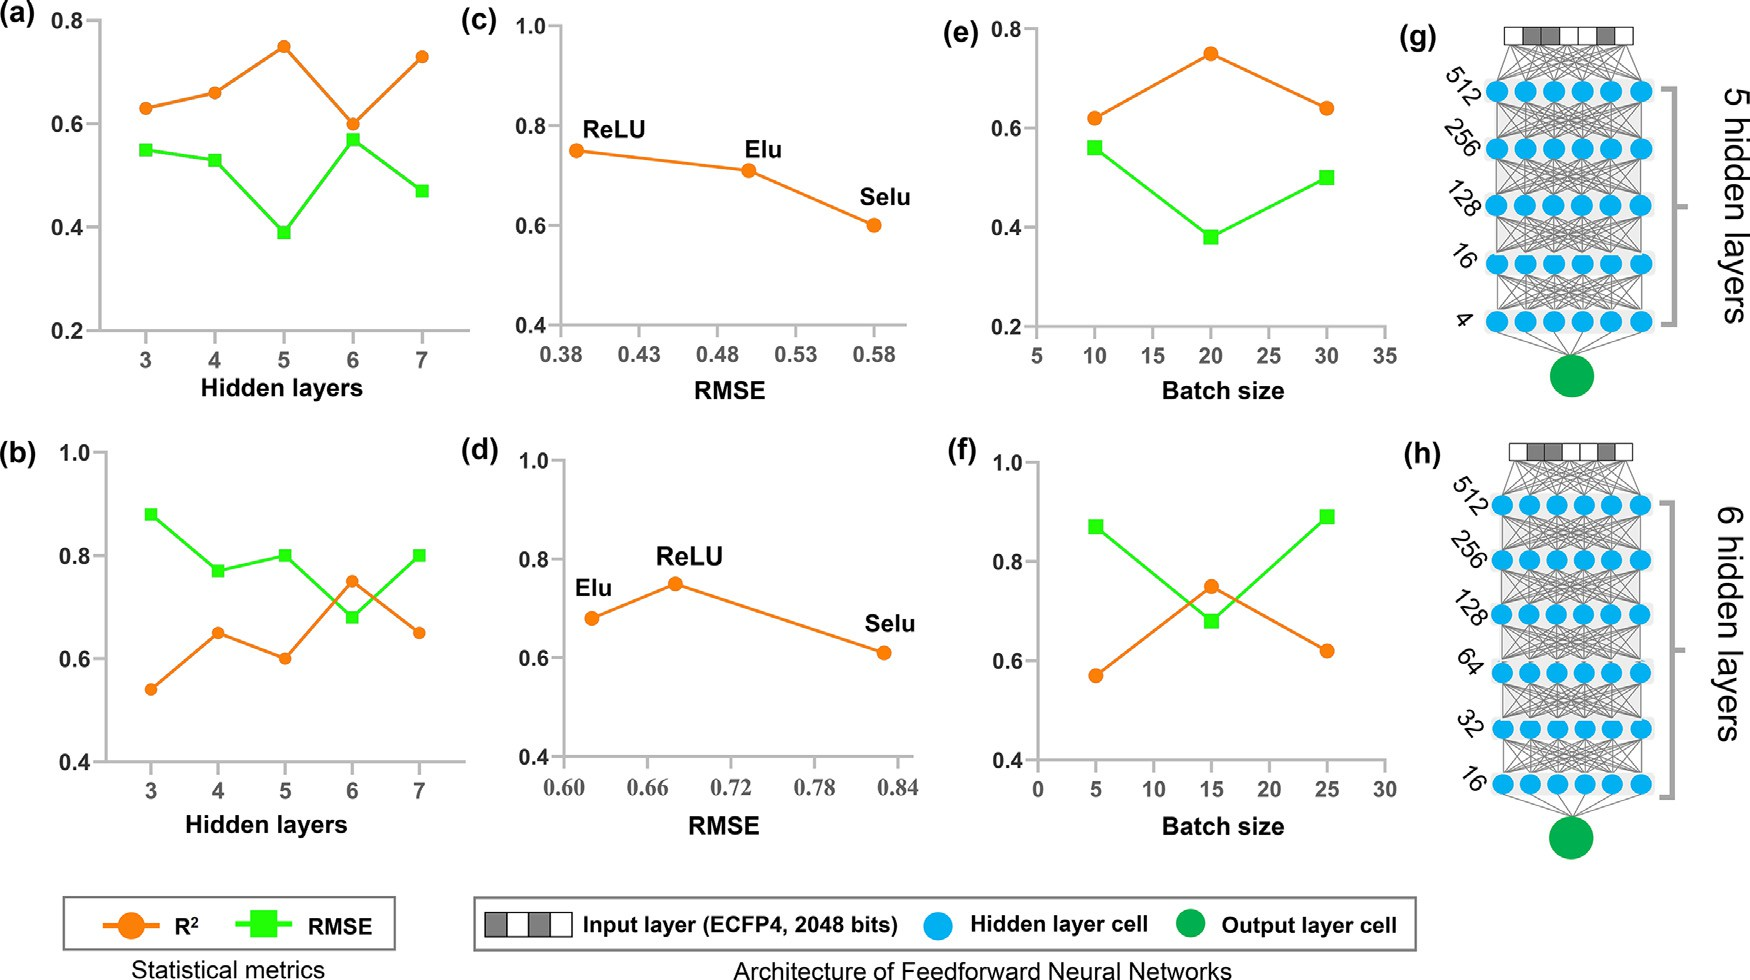 (a)
0.8
0.6
0.4
0.2
3 4 5 6 7
Hidden layers
(c)
1.0
0.8
0.6
0.4
ReLU
Elu
Selu
0.38 0.43 0.48 0.53 0.58
RMSE
(e)
0.8
0.6
0.4
0.2
5 10 15 20 25 30 35
Batch size
(g)
512
256
128
16
4
5 hidden layers
(b)
1.0
0.8
0.6
0.4
3 4 5 6 7
Hidden layers
(d)
1.0
0.8
0.6
0.4
Elu
ReLU
Selu
0.60 0.66 0.72 0.78 0.84
RMSE
(f)
1.0
0.8
0.6
0.4
0 5 10 15 20 25 30
Batch size
(h)
512
256
128
64
32
16
6 hidden layers
R² RMSE
Statistical metrics
Input layer (ECFP4, 2048 bits) Hidden layer cell Output layer cell
Architecture of Feedforward Neural Networks